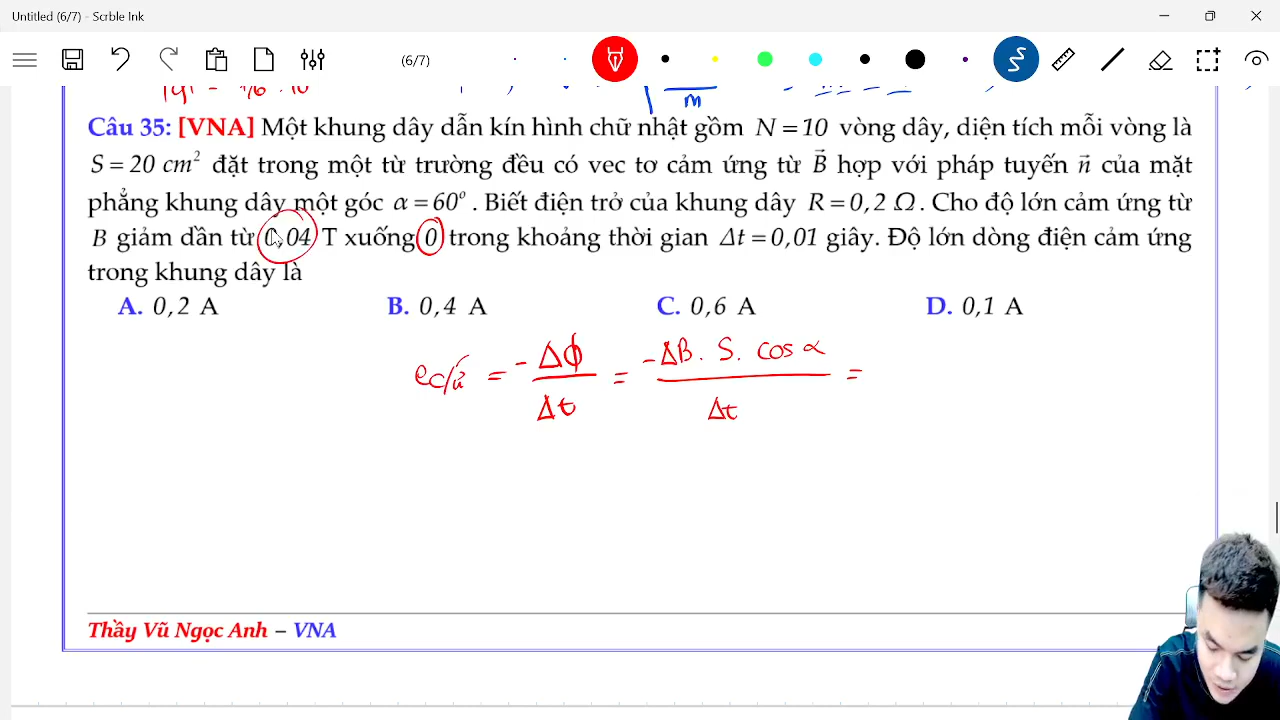 Untitled (6/7) - Scrble Ink
(6/7)
m
Câu 35: [VNA] Một khung dây dẫn kín hình chữ nhật gồm N = 10 vòng dây, diện tích mỗi vòng là
S = 20 cm² đặt trong một từ trường đều có vec tơ cảm ứng từ B⃗ hợp với pháp tuyến n⃗ của mặt
phẳng khung dây một góc α = 60°. Biết điện trở của khung dây R = 0,2 Ω. Cho độ lớn cảm ứng từ
B giảm dần từ 0,04 T xuống 0 trong khoảng thời gian Δt = 0,01 giây. Độ lớn dòng điện cảm ứng
trong khung dây là
A. 0,2 A B. 0,4 A C. 0,6 A D. 0,1 A
e c/ứ = -ΔΦ / Δt = -ΔB. S. cos α / Δt =
Thầy Vũ Ngọc Anh – VNA